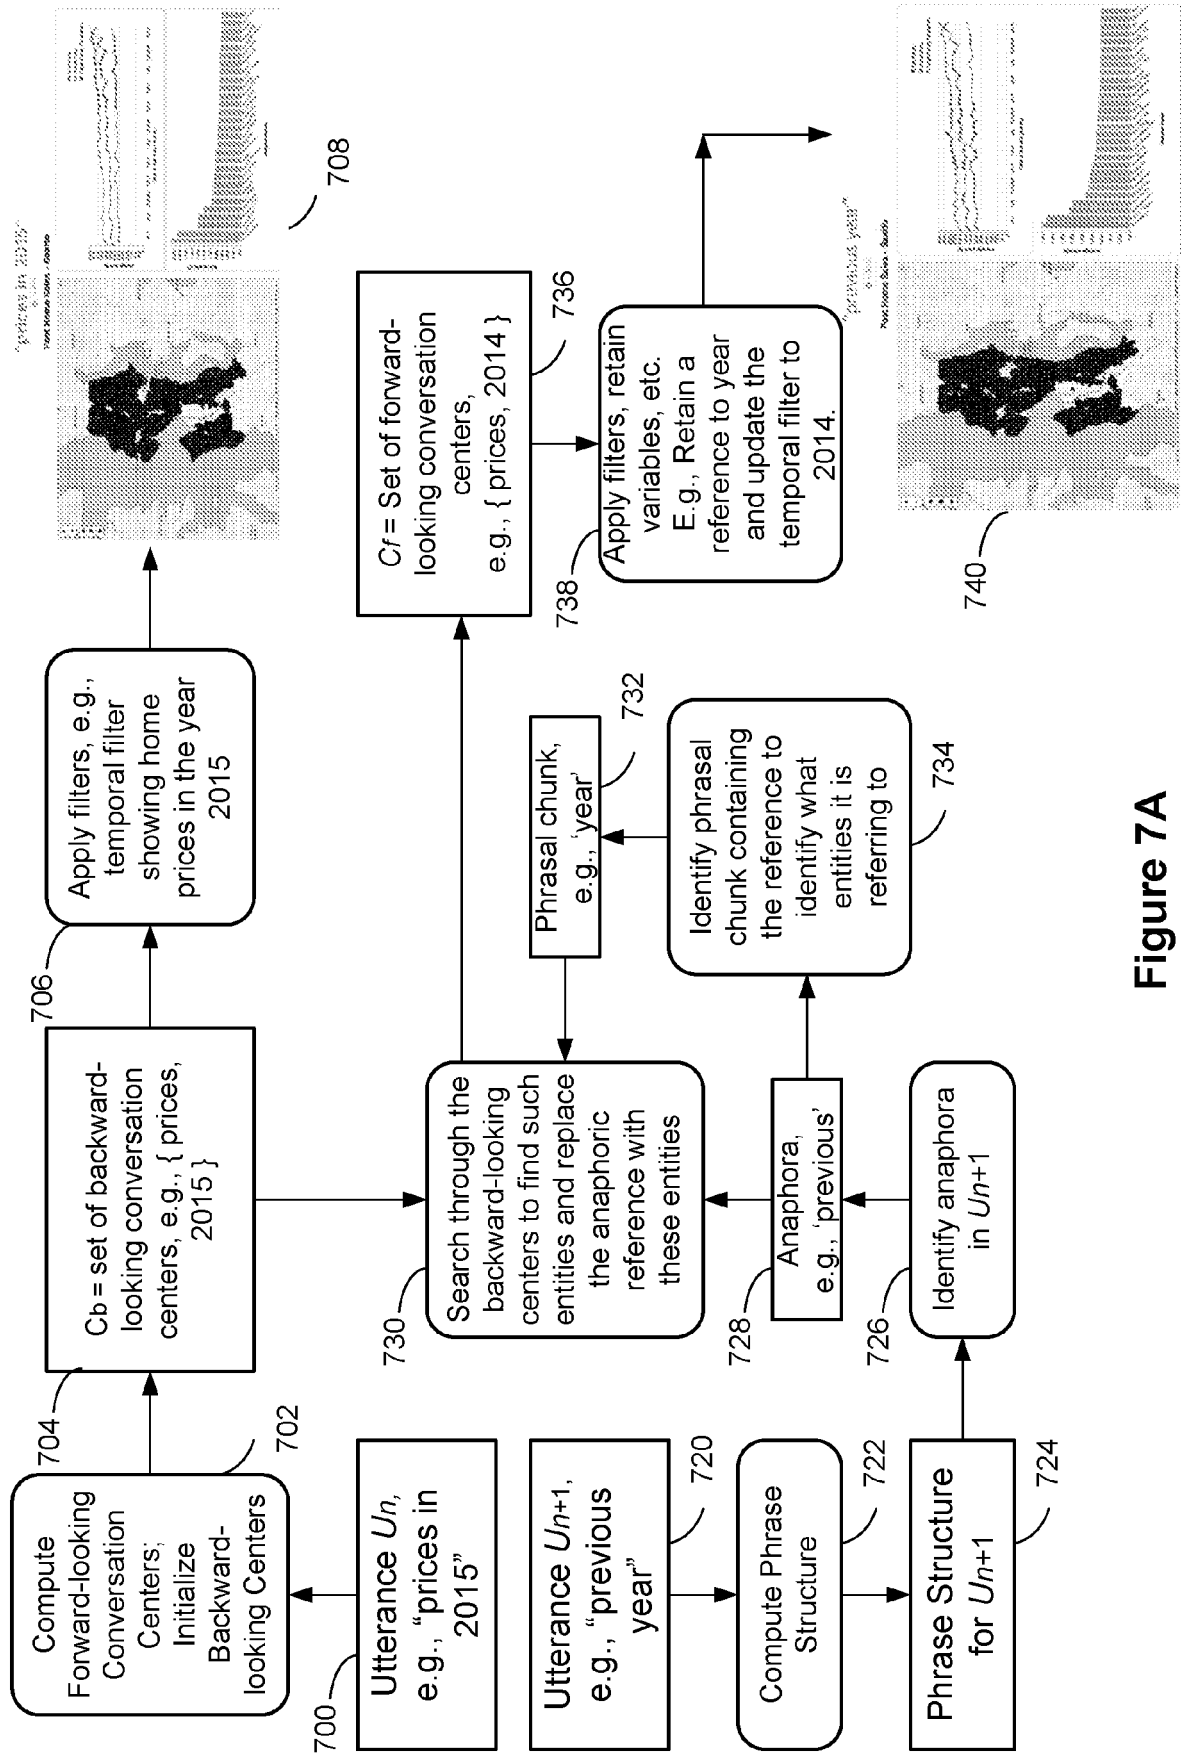 Compute
Forward-looking
Conversation
Centers;
Initialize
Backward-
looking Centers
702
704
Cb = set of backward-
looking conversation
centers, e.g., { prices,
2015 }
706
Apply filters, e.g.,
temporal filter
showing home
prices in the year
2015
"prices in 2015"
708
700
Utterance Un,
e.g., “prices in
2015”
Utterance Un+1,
e.g., “previous
year”
720
Compute Phrase
Structure
722
Phrase Structure
for Un+1
724
726
Identify anaphora
in Un+1
728
Anaphora,
e.g., ‘previous’
730
Search through the
backward-looking
centers to find such
entities and replace
the anaphoric
reference with
these entities
Phrasal chunk,
e.g., ‘year’
732
Identify phrasal
chunk containing
the reference to
identify what
entities it is
referring to
734
Cf = Set of forward-
looking conversation
centers,
e.g., { prices, 2014 }
736
738
Apply filters, retain
variables, etc.
E.g., Retain a
reference to year
and update the
temporal filter to
2014.
"previous year"
740
Figure 7A